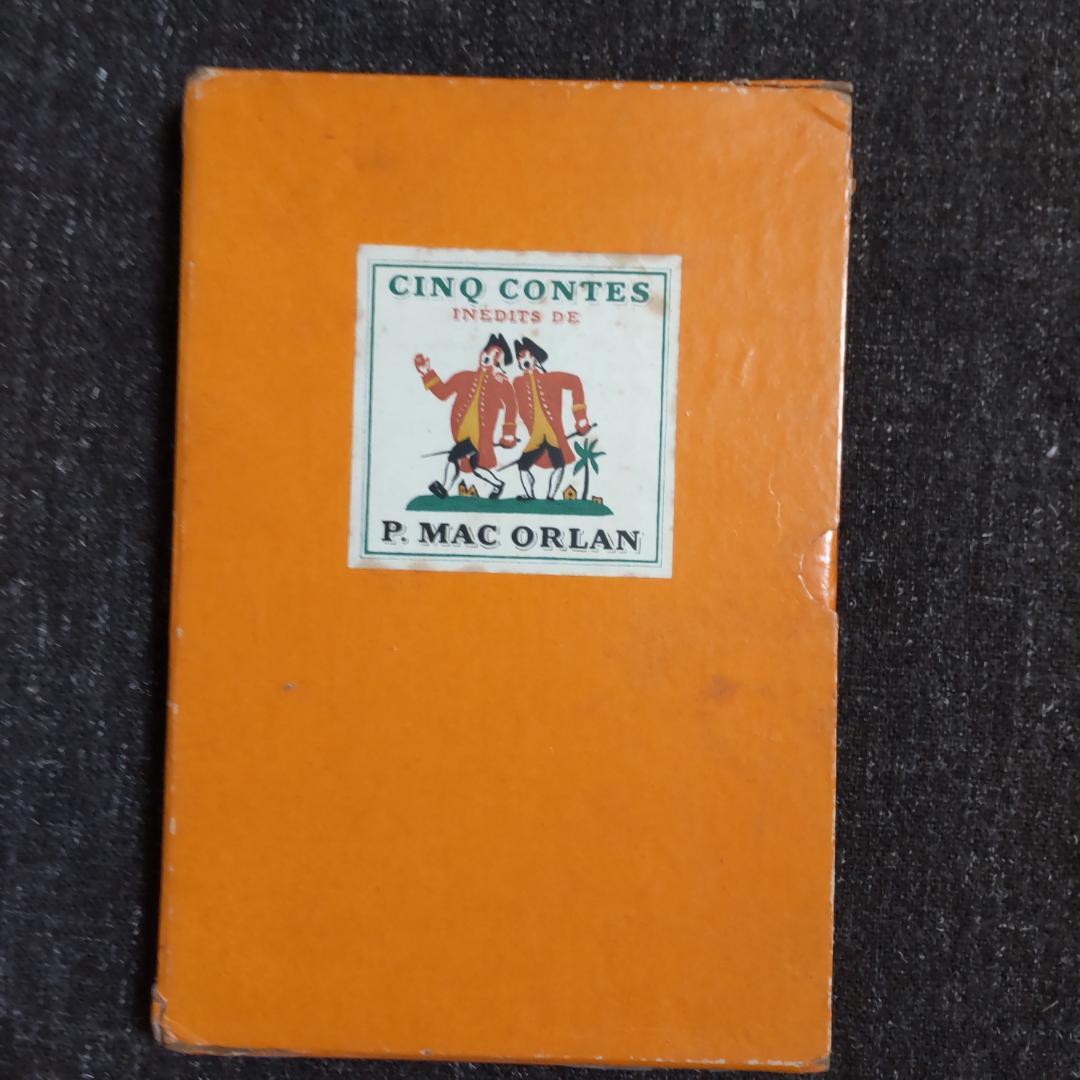 CINQ CONTES
INÉDITS DE
P. MAC ORLAN